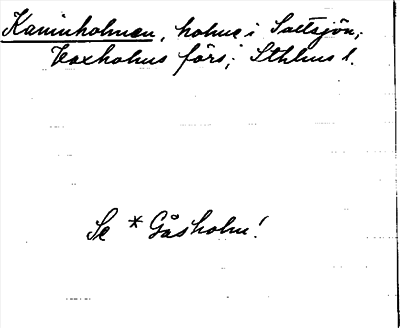 Kaninholmen, holme i Saltsjön,
Vaxholms förs; Sthlms l.
Se *Gåsholm!